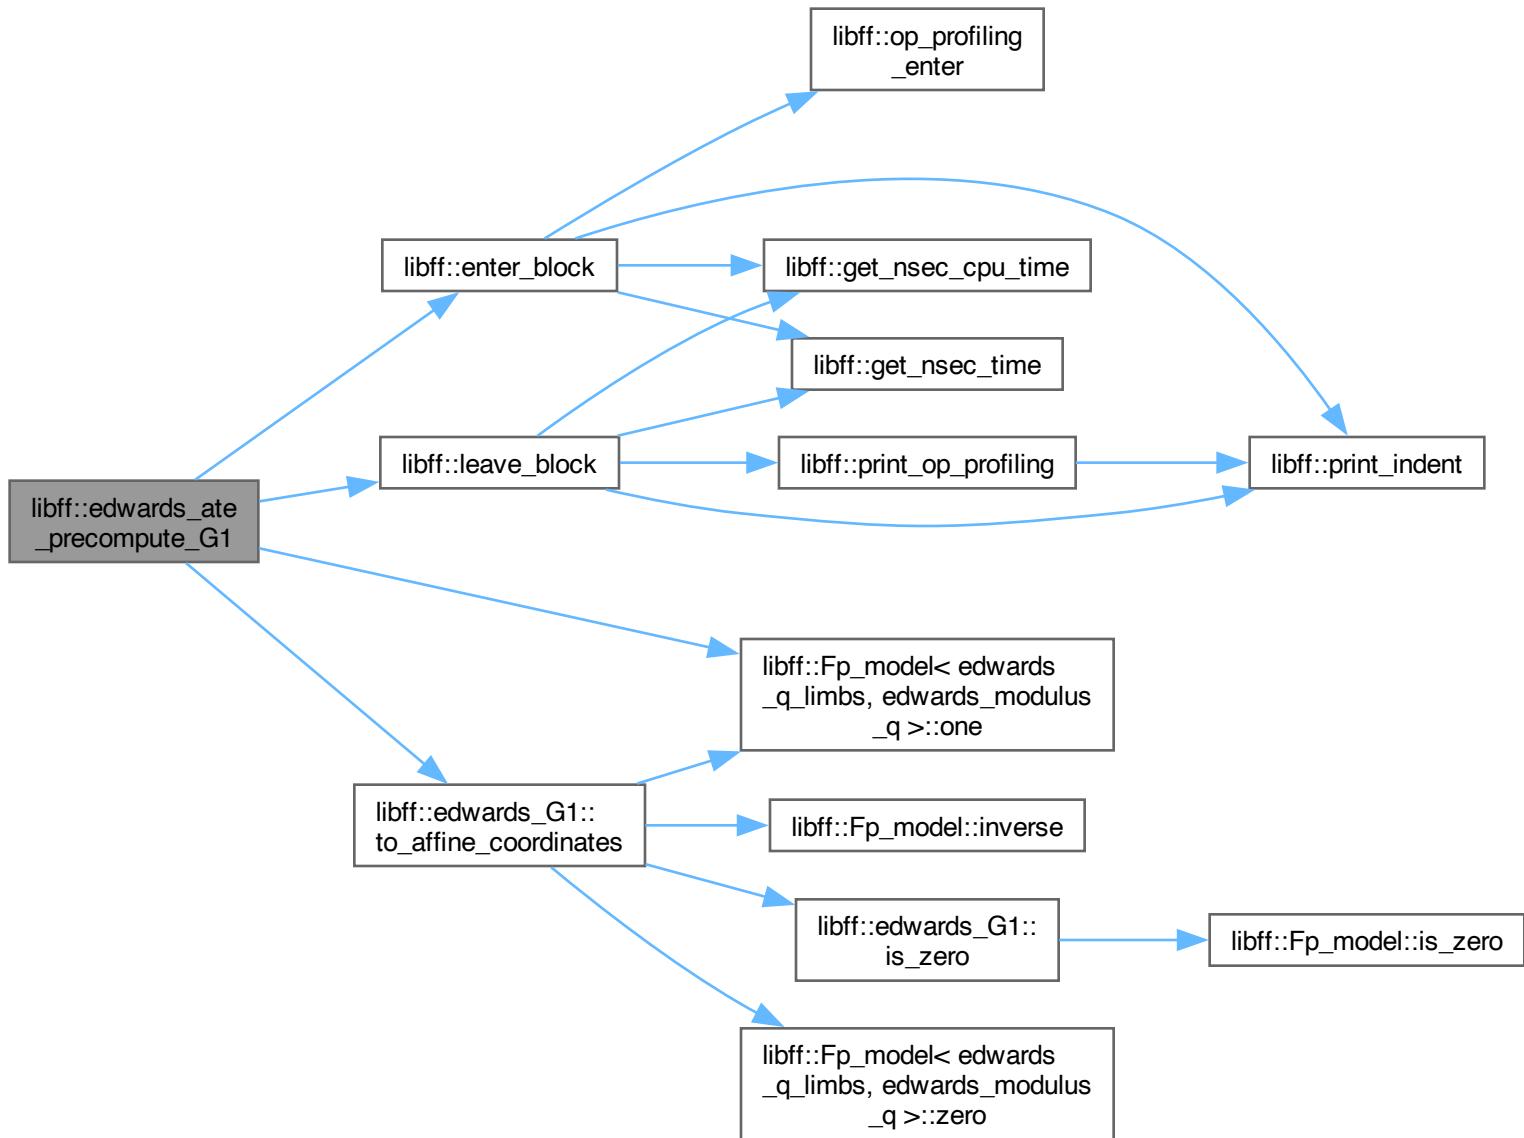 libff::op_profiling
_enter
libff::enter_block
libff::get_nsec_cpu_time
libff::get_nsec_time
libff::leave_block
libff::print_op_profiling
libff::print_indent
libff::edwards_ate
_precompute_G1
libff::Fp_model< edwards
_q_limbs, edwards_modulus
_q >::one
libff::edwards_G1::
to_affine_coordinates
libff::Fp_model::inverse
libff::edwards_G1::
is_zero
libff::Fp_model::is_zero
libff::Fp_model< edwards
_q_limbs, edwards_modulus
_q >::zero